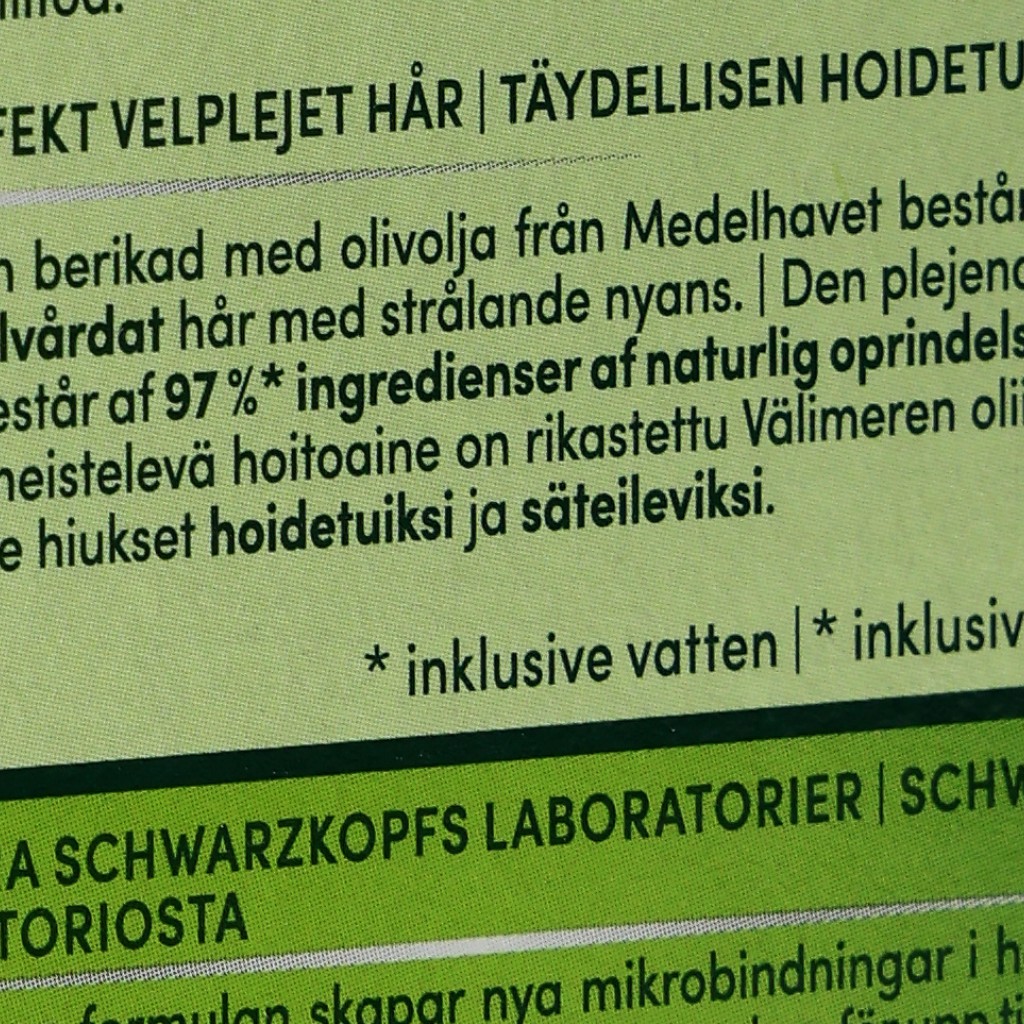 FEKT VELPLEJET HÅR | TÄYDELLISEN HOIDETU
berikad med olivolja från Medelhavet består
lvårdat hår med strålande nyans. | Den plejend
estår af 97 %* ingredienser af naturlig oprindels
neistelevä hoitoaine on rikastettu Välimeren olii
e hiukset hoidetuiksi ja säteileviksi.
* inklusive vatten | * inklusiv
A SCHWARZKOPFS LABORATORIER | SCHW
TORIOSTA
formulan skapar nya mikrobindningar i h